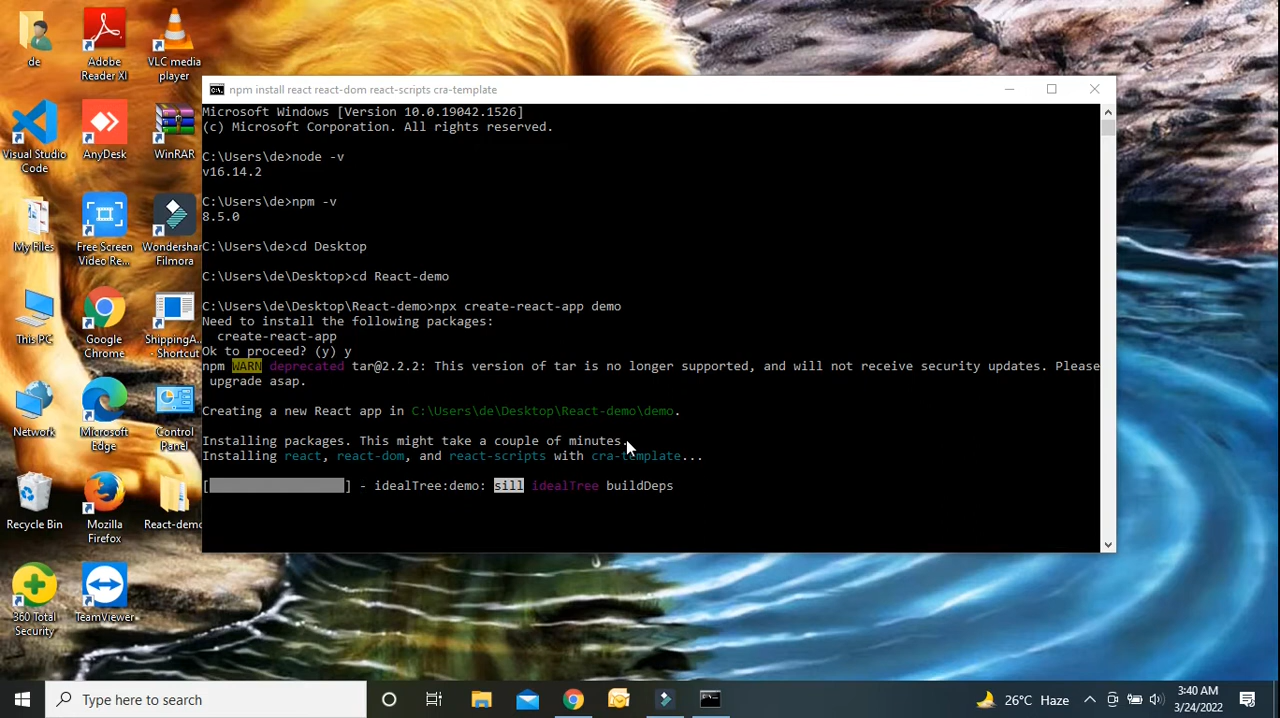 de
Adobe
Reader XI
VLC media
player
Visual Studio
Code
AnyDesk
WinRAR
My FIles
Free Screen
Video Re...
Wondershar
Filmora
This PC
Google
Chrome
ShippingA...
- Shortcut
Network
Microsoft
Edge
Control
Panel
Recycle Bin
Mozilla
Firefox
React-demo
360 Total
Security
TeamViewer
npm install react react-dom react-scripts cra-template
Microsoft Windows [Version 10.0.19042.1526]
(c) Microsoft Corporation. All rights reserved.
C:\Users\de>node -v
v16.14.2
C:\Users\de>npm -v
8.5.0
C:\Users\de>cd Desktop
C:\Users\de\Desktop>cd React-demo
C:\Users\de\Desktop\React-demo>npx create-react-app demo
Need to install the following packages:
create-react-app
Ok to proceed? (y) y
npm WARN deprecated tar@2.2.2: This version of tar is no longer supported, and will not receive security updates. Please
upgrade asap.
Creating a new React app in C:\Users\de\Desktop\React-demo\demo.
Installing packages. This might take a couple of minutes.
Installing react, react-dom, and react-scripts with cra-template...
[                  ] - idealTree:demo: sill idealTree buildDeps
Type here to search
26°C Haze
3:40 AM
3/24/2022